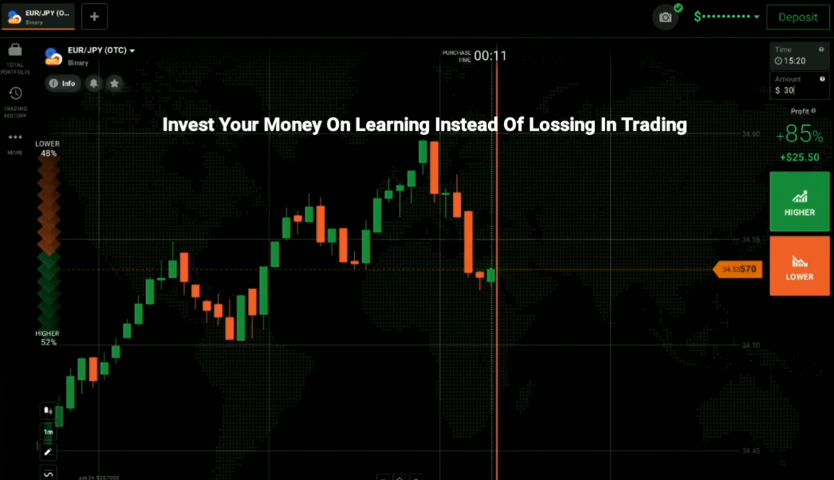 EUR/JPY (O...
Binary
Deposit
EUR/JPY (OTC)
Binary
TOTAL
PORTFOLIO
Info
TRADING
HISTORY
MORE
PURCHASE
TIME
00:11
Time
15:20
Amount
$ 30
Profit
+85%
+$25.50
HIGHER
LOWER
Invest Your Money On Learning Instead Of Lossing In Trading
LOWER
48%
HIGHER
52%
34.60
34.55
34.53570
34.50
34.45
1m